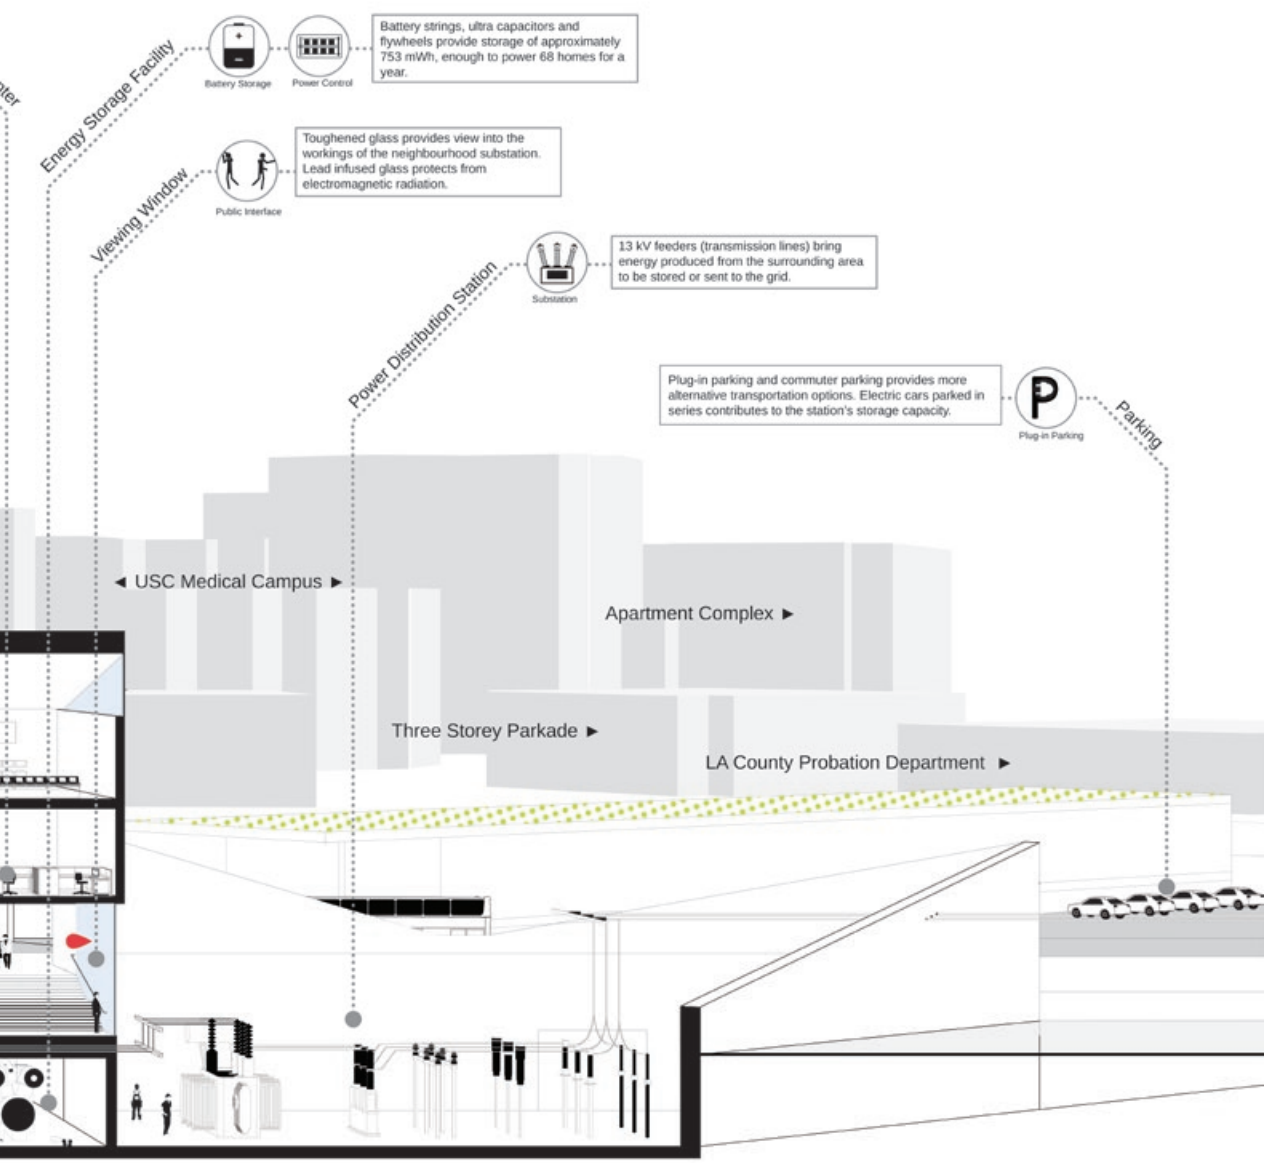 Battery strings, ultra capacitors and
flywheels provide storage of approximately
753 mWh, enough to power 68 homes for a
year.
Battery Storage
Power Control
Energy Storage Facility
Toughened glass provides view into the
workings of the neighbourhood substation.
Lead infused glass protects from
electromagnetic radiation.
Public Interface
Viewing Window
13 kV feeders (transmission lines) bring
energy produced from the surrounding area
to be stored or sent to the grid.
Substation
Power Distribution Station
Plug-in parking and commuter parking provides more
alternative transportation options. Electric cars parked in
series contributes to the station's storage capacity.
P
Plug-in Parking
Parking
◄ USC Medical Campus ►
Apartment Complex ►
Three Storey Parkade ►
LA County Probation Department ►